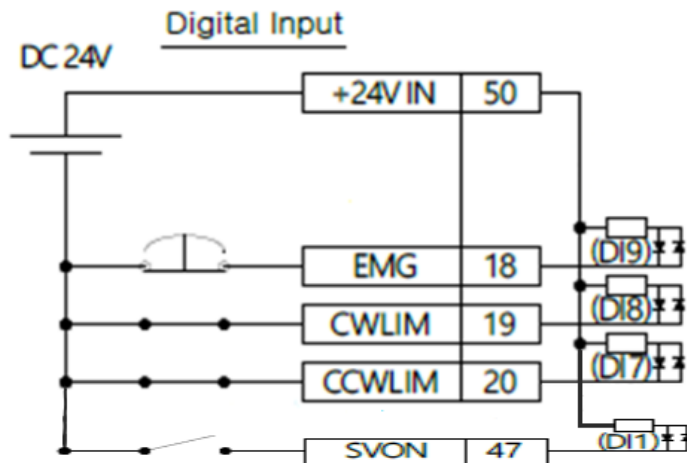 Digital Input
DC 24V
+24V IN 50
EMG 18 (DI9)
CWLIM 19 (DI8)
CCWLIM 20 (DI7)
SVON 47 (DI1)